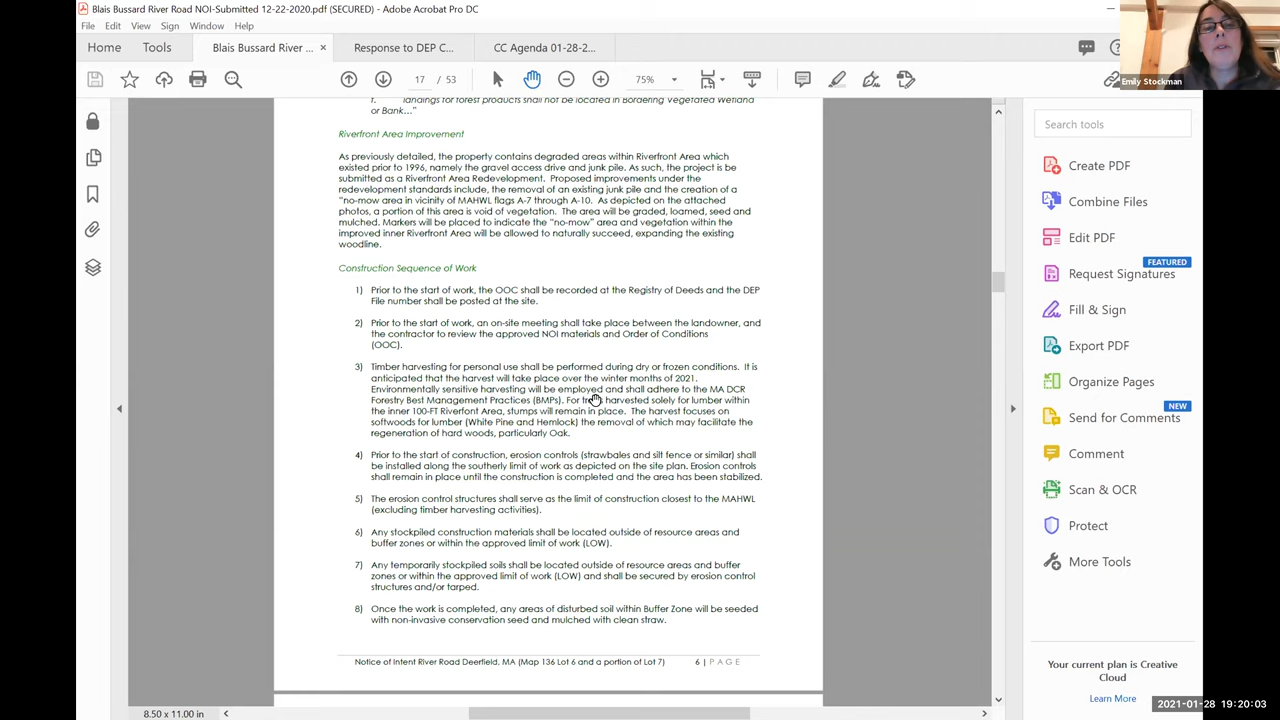 Blais Bussard River Road NOI-Submitted 12-22-2020.pdf (SECURED) - Adobe Acrobat Pro DC
File Edit View Sign Window Help
Home Tools Blais Bussard River ... × Response to DEP C... CC Agenda 01-28-2...
17 / 53 75%
Emily Stockman
f. "landings for forest products shall not be located in Bordering Vegetated Wetland
or Bank…"
Riverfront Area Improvement
As previously detailed, the property contains degraded areas within Riverfront Area which
existed prior to 1996, namely the gravel access drive and junk pile. As such, the project is be
submitted as a Riverfront Area Redevelopment. Proposed improvements under the
redevelopment standards include, the removal of an existing junk pile and the creation of a
"no-mow area in vicinity of MAHWL flags A-7 through A-10. As depicted on the attached
photos, a portion of this area is void of vegetation. The area will be graded, loamed, seed and
mulched. Markers will be placed to indicate the "no-mow" area and vegetation within the
improved inner Riverfront Area will be allowed to naturally succeed, expanding the existing
woodline.
Construction Sequence of Work
1) Prior to the start of work, the OOC shall be recorded at the Registry of Deeds and the DEP
File number shall be posted at the site.
2) Prior to the start of work, an on-site meeting shall take place between the landowner, and
the contractor to review the approved NOI materials and Order of Conditions
(OOC).
3) Timber harvesting for personal use shall be performed during dry or frozen conditions. It is
anticipated that the harvest will take place over the winter months of 2021.
Environmentally sensitive harvesting will be employed and shall adhere to the MA DCR
Forestry Best Management Practices (BMPs). For trees harvested solely for lumber within
the inner 100-FT Riverfont Area, stumps will remain in place. The harvest focuses on
softwoods for lumber (White Pine and Hemlock) the removal of which may facilitate the
regeneration of hard woods, particularly Oak.
4) Prior to the start of construction, erosion controls (strawbales and silt fence or similar) shall
be installed along the southerly limit of work as depicted on the site plan. Erosion controls
shall remain in place until the construction is completed and the area has been stabilized.
5) The erosion control structures shall serve as the limit of construction closest to the MAHWL
(excluding timber harvesting activities).
6) Any stockpiled construction materials shall be located outside of resource areas and
buffer zones or within the approved limit of work (LOW).
7) Any temporarily stockpiled soils shall be located outside of resource areas and buffer
zones or within the approved limit of work (LOW) and shall be secured by erosion control
structures and/or tarped.
8) Once the work is completed, any areas of disturbed soil within Buffer Zone will be seeded
with non-invasive conservation seed and mulched with clean straw.
Notice of Intent River Road Deerfield, MA (Map 136 Lot 6 and a portion of Lot 7) 6 | PAGE
8.50 x 11.00 in
Search tools
Create PDF
Combine Files
Edit PDF
FEATURED
Request Signatures
Fill & Sign
Export PDF
Organize Pages
NEW
Send for Comments
Comment
Scan & OCR
Protect
More Tools
Your current plan is Creative
Cloud
Learn More
2021-01-28 19:20:03